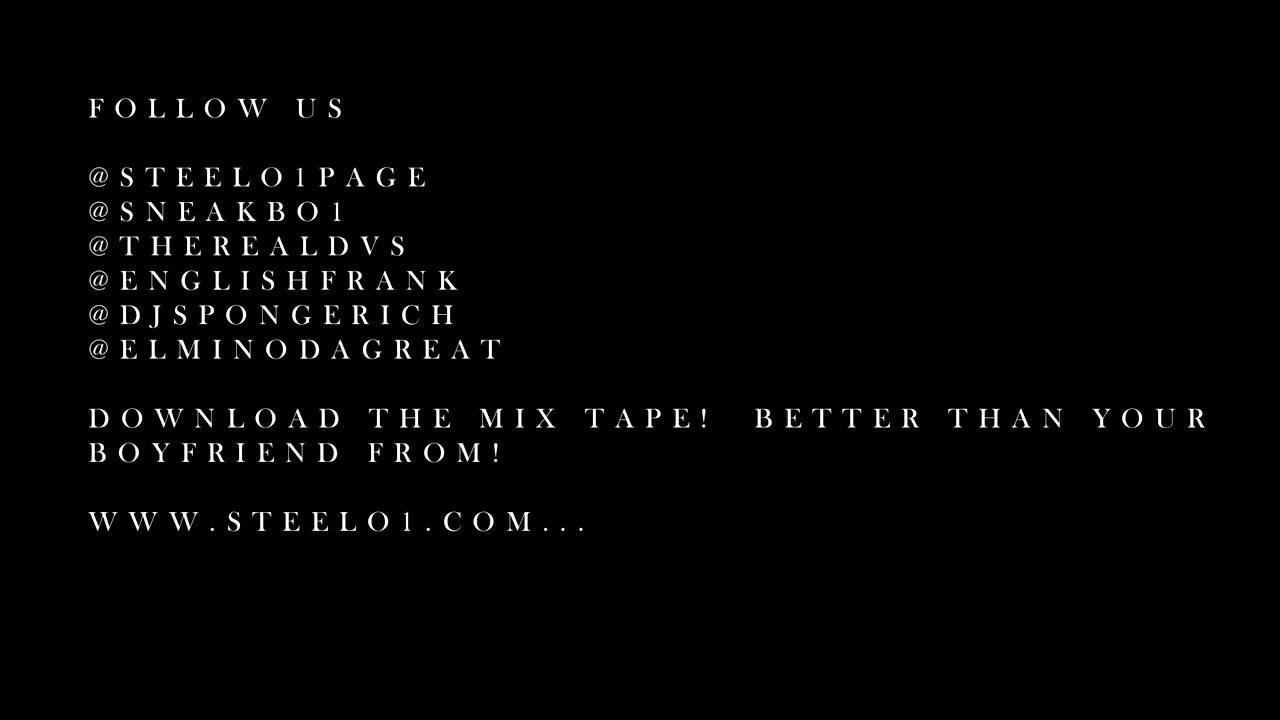 FOLLOW US
@STEELO1PAGE
@SNEAKBO1
@THEREALDVS
@ENGLISHFRANK
@DJSPONGERICH
@ELMINODAGREAT
DOWNLOAD THE MIX TAPE!  BETTER THAN YOUR
BOYFRIEND FROM!
WWW.STEELO1.COM...